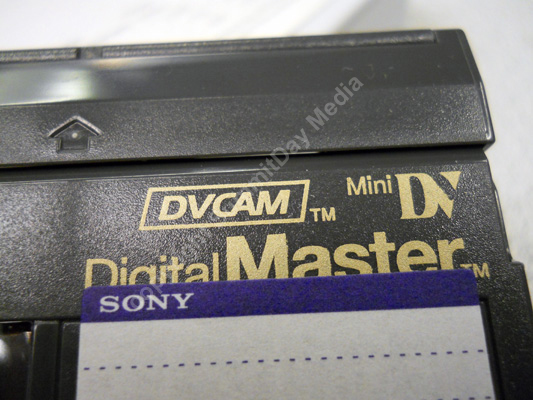 DVCAM™ Mini DV
Digital Master™
SONY